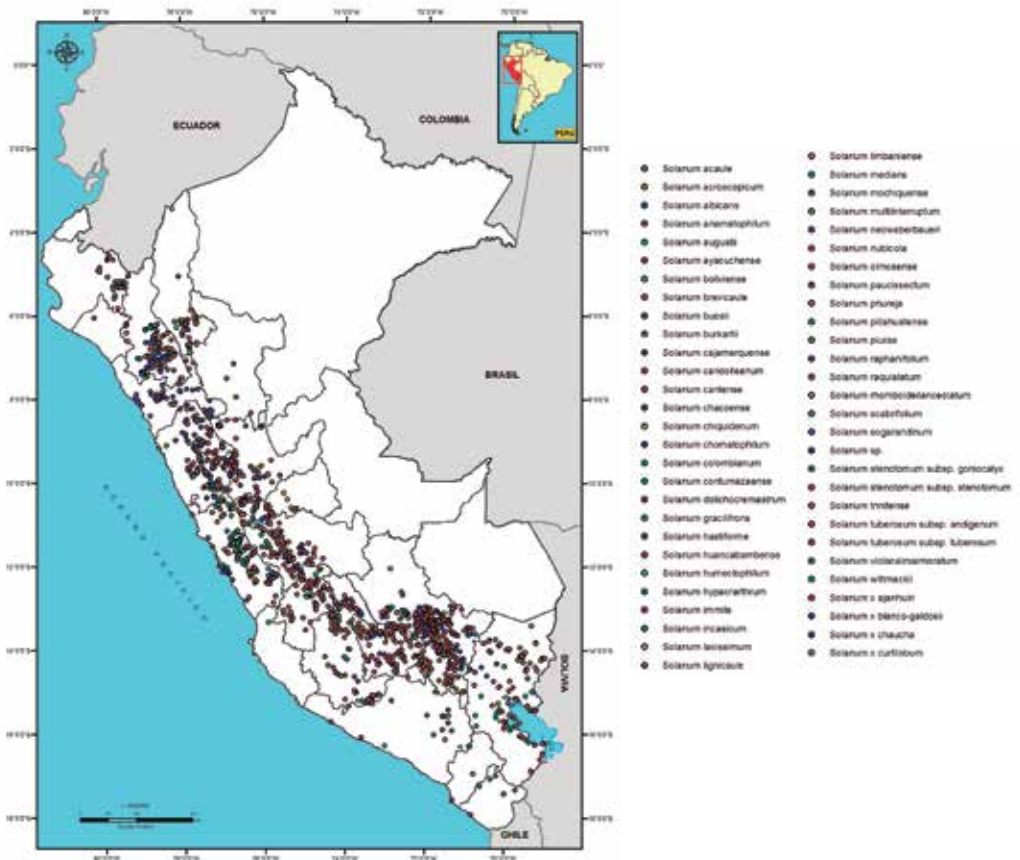 ECUADOR
COLOMBIA
PERU
BRASIL
BOLIVIA
CHILE
Solanum acaule
Solanum acroscopicum
Solanum albicans
Solanum anamatophilum
Solanum augustii
Solanum ayacuchense
Solanum boliviense
Solanum brevicaule
Solanum buesii
Solanum burkartii
Solanum cajamarquense
Solanum candolleanum
Solanum cantense
Solanum chacoense
Solanum chiquidenum
Solanum chomatophilum
Solanum colombianum
Solanum contumazaense
Solanum dolichocremastrum
Solanum gracilifrons
Solanum hastiforme
Solanum huancabambense
Solanum humectophilum
Solanum hypacrarthrum
Solanum immite
Solanum incasicum
Solanum laxissimum
Solanum lignicaule
Solanum limbaniense
Solanum medians
Solanum mochiquense
Solanum multiinterruptum
Solanum neoweberbaueri
Solanum nubicola
Solanum olmosense
Solanum paucissectum
Solanum phureja
Solanum pillahuatense
Solanum piurae
Solanum raphanifolium
Solanum raquialatum
Solanum rhomboideilanceolatum
Solanum scabrifolium
Solanum sogarandinum
Solanum sp.
Solanum stenotomum subsp. goniocalyx
Solanum stenotomum subsp. stenotomum
Solanum trinitense
Solanum tuberosum subsp. andigenum
Solanum tuberosum subsp. tuberosum
Solanum violaceimarmoratum
Solanum wittmackii
Solanum x ajanhuiri
Solanum x blanco-galdosii
Solanum x chaucha
Solanum x curtilobum